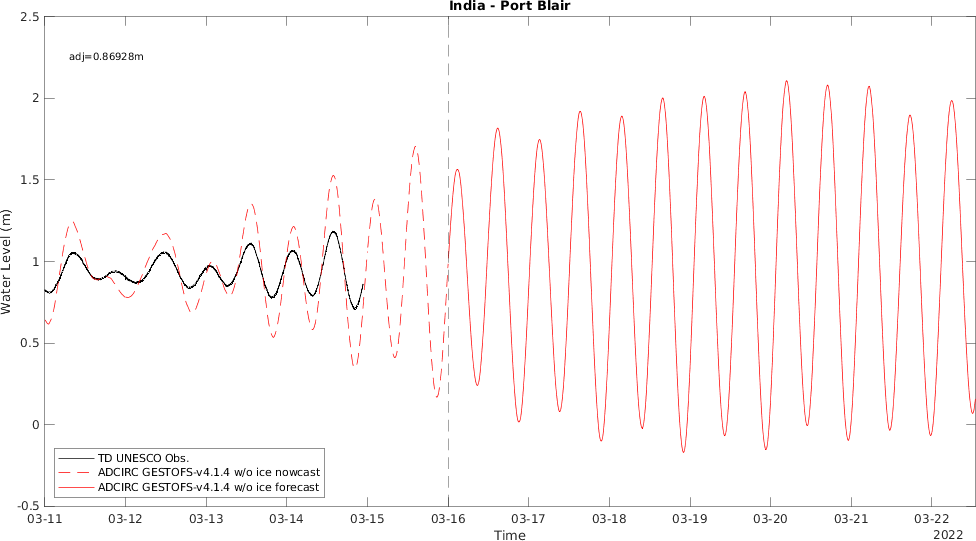 India - Port Blair
adj=0.86928m
2.5
2
1.5
1
0.5
0
-0.5
Water Level (m)
TD UNESCO Obs.
ADCIRC GESTOFS-v4.1.4 w/o ice nowcast
ADCIRC GESTOFS-v4.1.4 w/o ice forecast
03-11 03-12 03-13 03-14 03-15 03-16 03-17 03-18 03-19 03-20 03-21 03-22
Time
2022